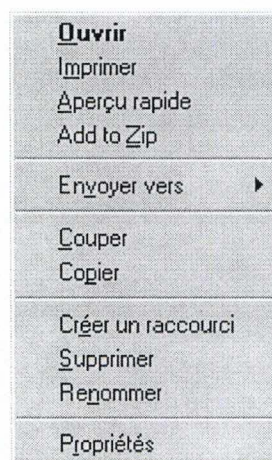 Ouvrir
Imprimer
Aperçu rapide
Add to Zip
Envoyer vers
Couper
Copier
Créer un raccourci
Supprimer
Renommer
Propriétés